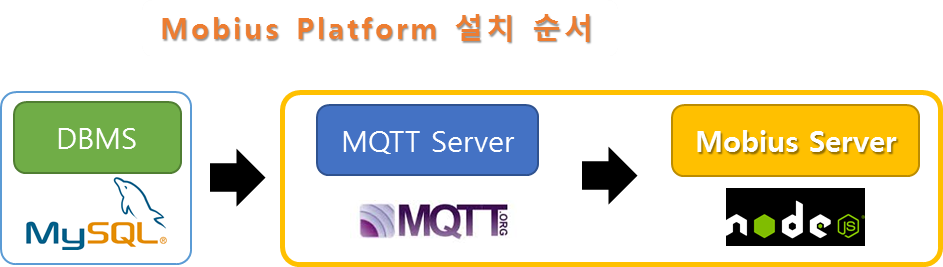 Mobius Platform 설치 순서
DBMS
MySQL®
MQTT Server
MQTT.ORG
Mobius Server
node JS